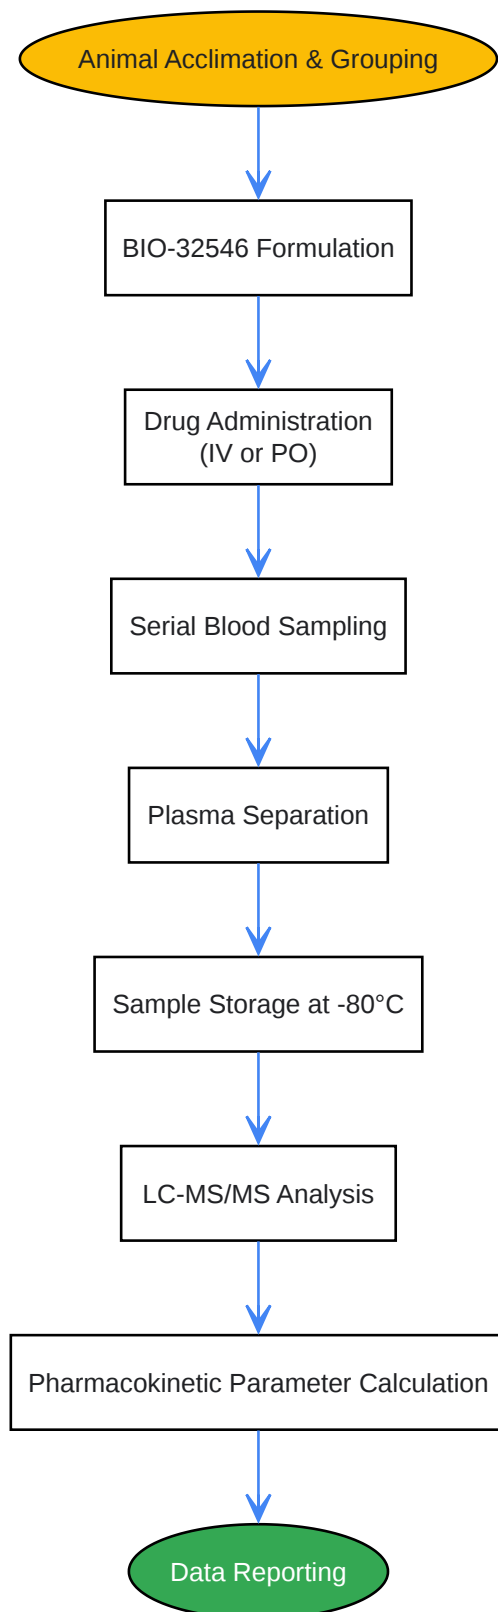 Animal Acclimation & Grouping
BIO-32546 Formulation
Drug Administration
(IV or PO)
Serial Blood Sampling
Plasma Separation
Sample Storage at -80°C
LC-MS/MS Analysis
Pharmacokinetic Parameter Calculation
Data Reporting